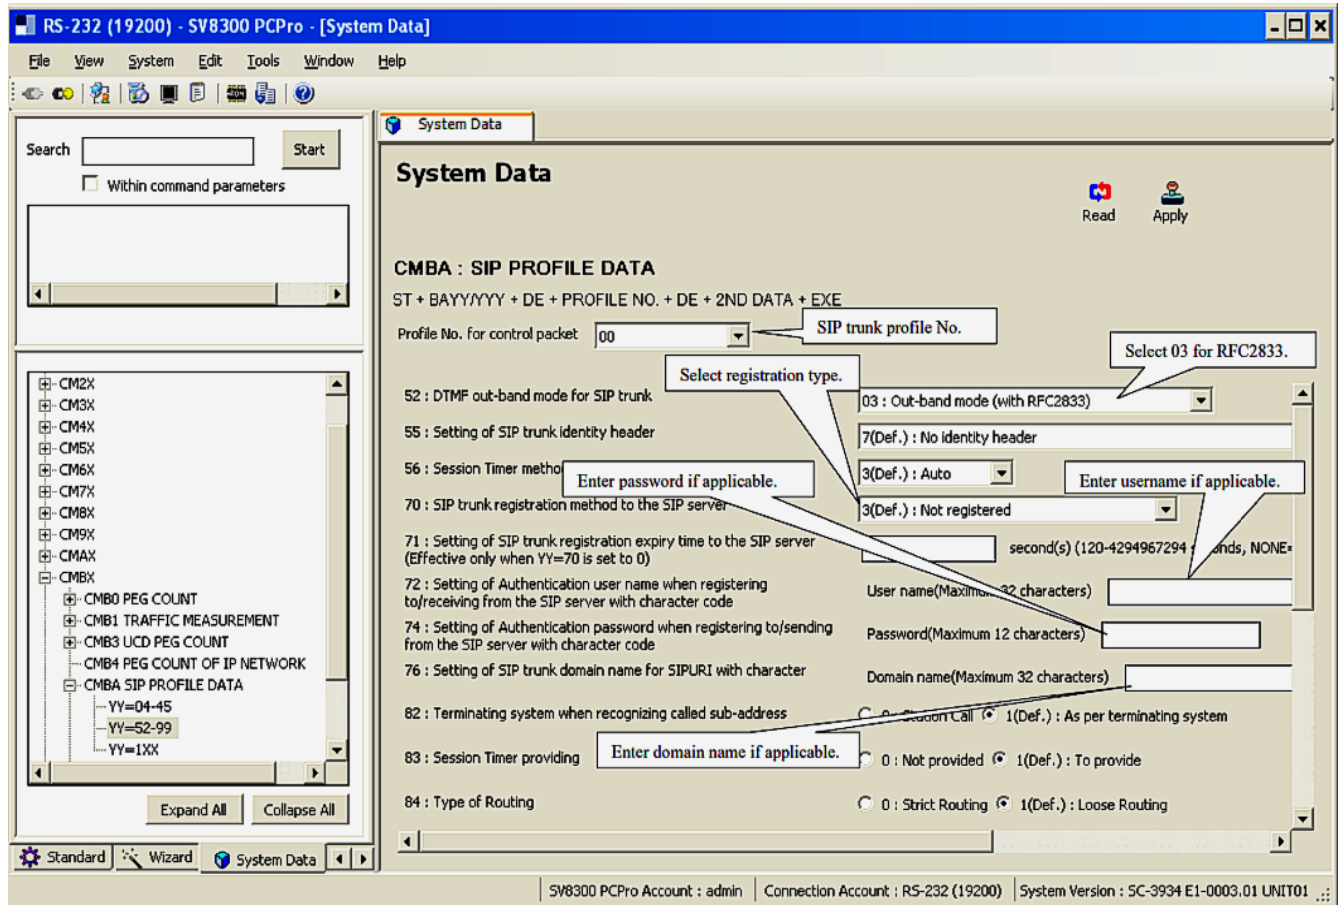 RS-232 (19200) - SV8300 PCPro - [System Data]
File View System Edit Tools Window Help
Search
Start
Within command parameters
CM2X
CM3X
CM4X
CM5X
CM6X
CM7X
CM8X
CM9X
CMAX
CMBX
CMB0 PEG COUNT
CMB1 TRAFFIC MEASUREMENT
CMB3 UCD PEG COUNT
CMB4 PEG COUNT OF IP NETWORK
CMBA SIP PROFILE DATA
YY=04-45
YY=52-99
YY=1XX
Expand All Collapse All
Standard Wizard System Data
System Data
System Data
Read Apply
CMBA : SIP PROFILE DATA
ST + BAYY/YYY + DE + PROFILE NO. + DE + 2ND DATA + EXE
Profile No. for control packet 00
SIP trunk profile No.
Select 03 for RFC2833.
Select registration type.
52 : DTMF out-band mode for SIP trunk 03 : Out-band mode (with RFC2833)
55 : Setting of SIP trunk identity header 7(Def.) : No identity header
56 : Session Timer metho 3(Def.) : Auto
Enter password if applicable.
Enter username if applicable.
70 : SIP trunk registration method to the SIP server 3(Def.) : Not registered
71 : Setting of SIP trunk registration expiry time to the SIP server second(s) (120-4294967294 s onds, NONE=
(Effective only when YY=70 is set to 0)
72 : Setting of Authentication user name when registering User name(Maximum 32 characters)
to/receiving from the SIP server with character code
74 : Setting of Authentication password when registering to/sending Password(Maximum 12 characters)
from the SIP server with character code
76 : Setting of SIP trunk domain name for SIPURI with character Domain name(Maximum 32 characters)
82 : Terminating system when recognizing called sub-address 0 : Station Call 1(Def.) : As per terminating system
Enter domain name if applicable.
83 : Session Timer providing 0 : Not provided 1(Def.) : To provide
84 : Type of Routing 0 : Strict Routing 1(Def.) : Loose Routing
SV8300 PCPro Account : admin Connection Account : RS-232 (19200) System Version : SC-3934 E1-0003.01 UNIT01